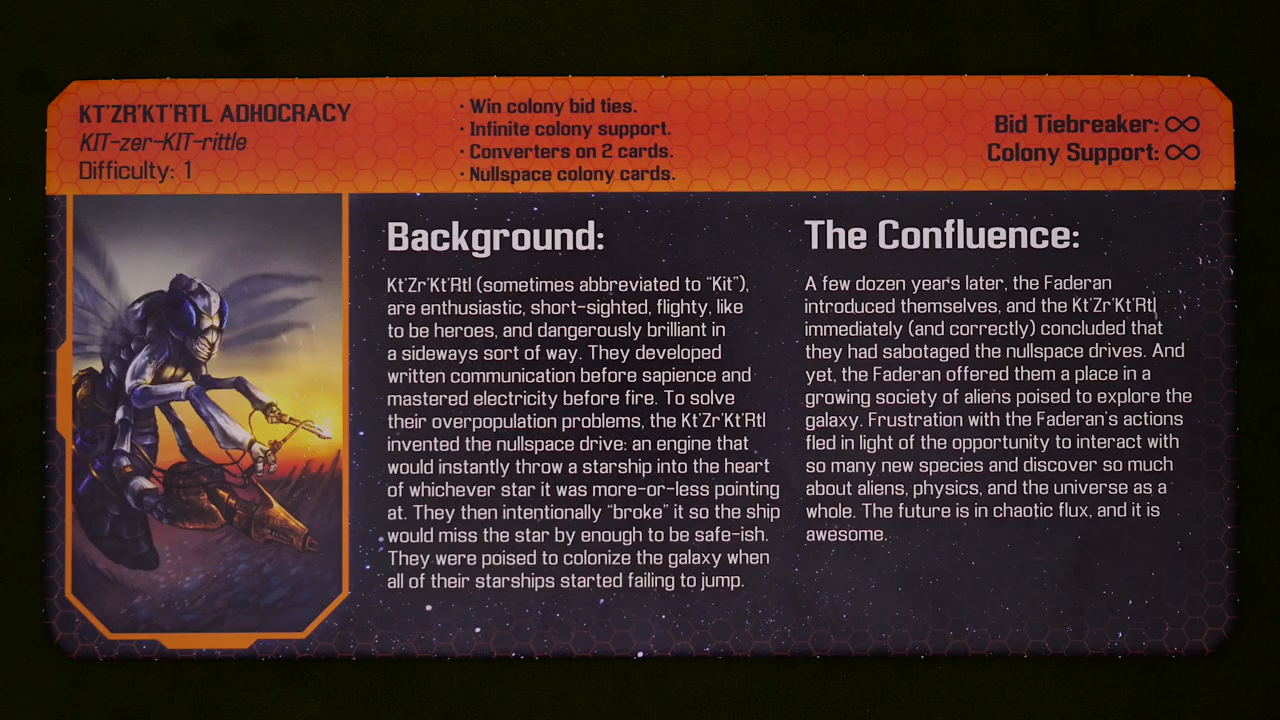 KT'ZR'KT'RTL ADHOCRACY
KIT-zer-KIT-rittle
Difficulty: 1
· Win colony bid ties.
· Infinite colony support.
· Converters on 2 cards.
· Nullspace colony cards.
Bid Tiebreaker: ∞
Colony Support: ∞
Background:
Kt'Zr'Kt'Rtl (sometimes abbreviated to "Kit"),
are enthusiastic, short-sighted, flighty, like
to be heroes, and dangerously brilliant in
a sideways sort of way. They developed
written communication before sapience and
mastered electricity before fire. To solve
their overpopulation problems, the Kt'Zr'Kt'Rtl
invented the nullspace drive: an engine that
would instantly throw a starship into the heart
of whichever star it was more-or-less pointing
at. They then intentionally "broke" it so the ship
would miss the star by enough to be safe-ish.
They were poised to colonize the galaxy when
all of their starships started failing to jump.
The Confluence:
A few dozen years later, the Faderan
introduced themselves, and the Kt'Zr'Kt'Rtl
immediately (and correctly) concluded that
they had sabotaged the nullspace drives. And
yet, the Faderan offered them a place in a
growing society of aliens poised to explore the
galaxy. Frustration with the Faderan's actions
fled in light of the opportunity to interact with
so many new species and discover so much
about aliens, physics, and the universe as a
whole. The future is in chaotic flux, and it is
awesome.